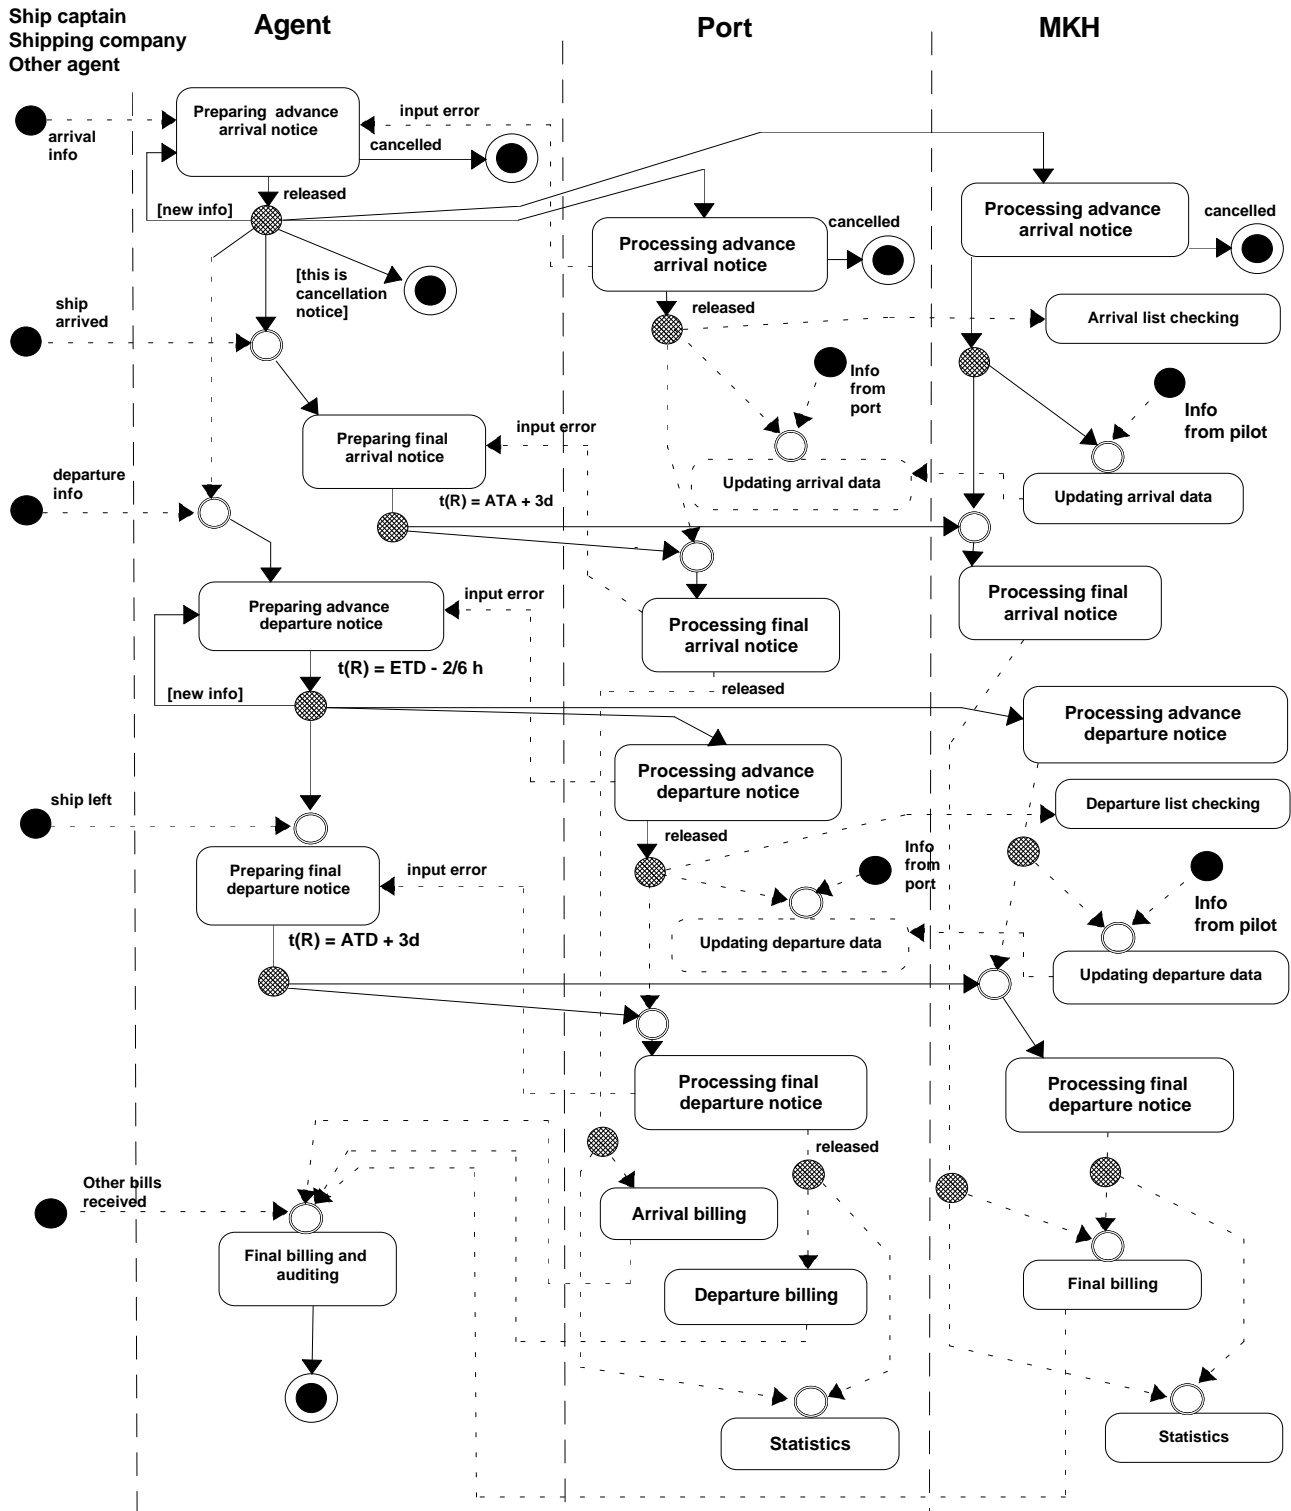 Ship captain
Shipping company
Other agent
Agent
Port
MKH
Preparing advance
arrival notice
input error
arrival
info
cancelled
released
[new info]
Processing advance
arrival notice
cancelled
Processing advance
arrival notice
cancelled
[this is
cancellation
notice]
released
ship
arrived
Arrival list checking
Info
from
port
Info
from pilot
Preparing final
arrival notice
input error
departure
info
t(R) = ATA + 3d
Updating arrival data
Updating arrival data
Preparing advance
departure notice
input error
Processing final
arrival notice
Processing final
arrival notice
t(R) = ETD - 2/6 h
released
[new info]
Processing advance
departure notice
Processing advance
departure notice
ship left
Departure list checking
released
Info
from
port
Preparing final
departure notice
input error
Info
from pilot
t(R) = ATD + 3d
Updating departure data
Updating departure data
Processing final
departure notice
Processing final
departure notice
released
Other bills
received
Arrival billing
Final billing and
auditing
Departure billing
Final billing
Statistics
Statistics